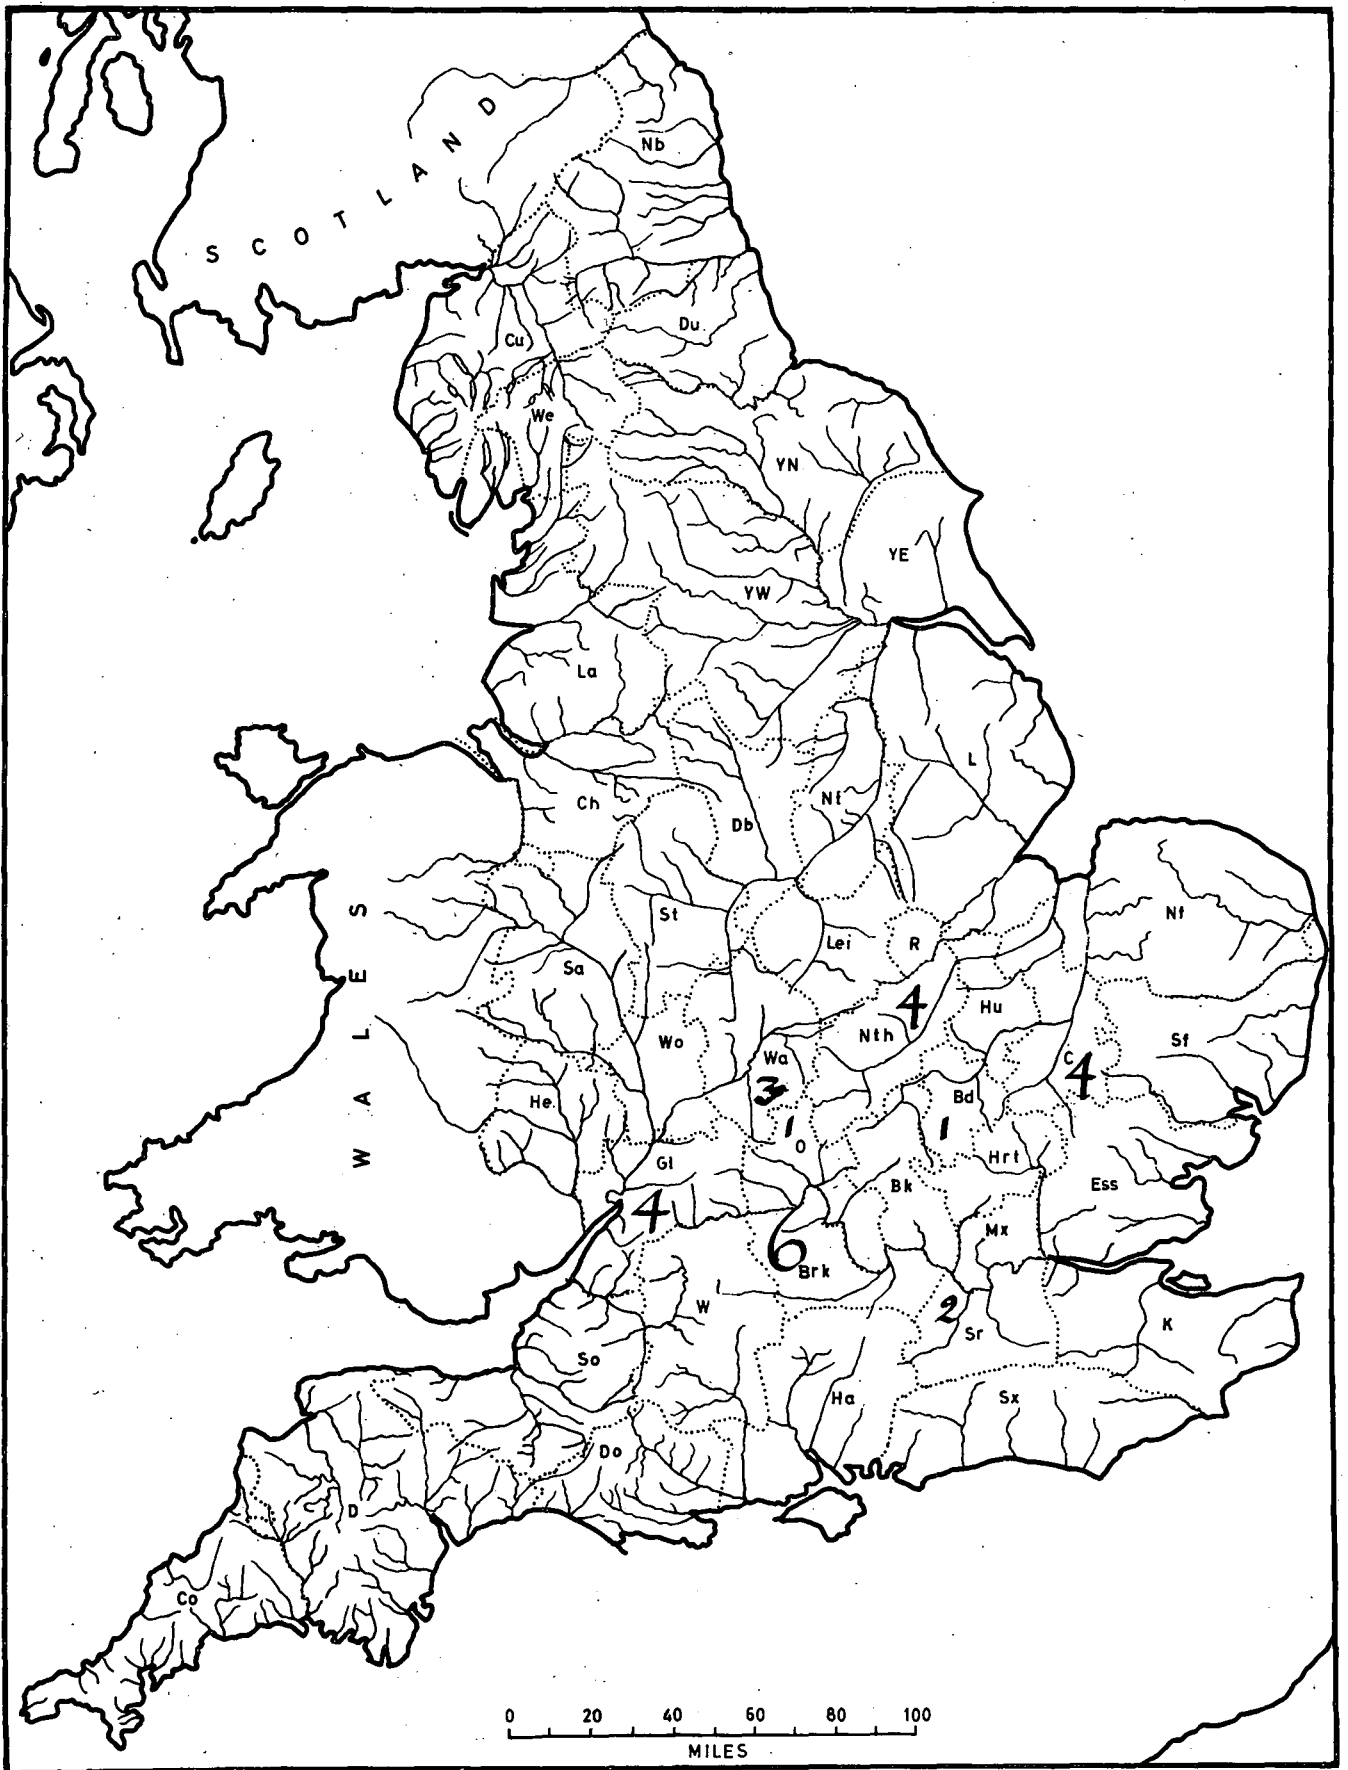 SCOTLAND
Nb
Cu
Du
We
YN
YE
YW
La
L
Ch
Nt
Db
St
Nf
Lei
R
Sa
4
Hu
Nth
Wo
Wa
C
4
Sf
3
He
Bd
1
1
O
Hrt
Gl
Bk
Ess
4
Mx
6
Brk
W
2
Sr
K
So
Ha
Sx
Do
D
Co
WALES
0 20 40 60 80 100
MILES